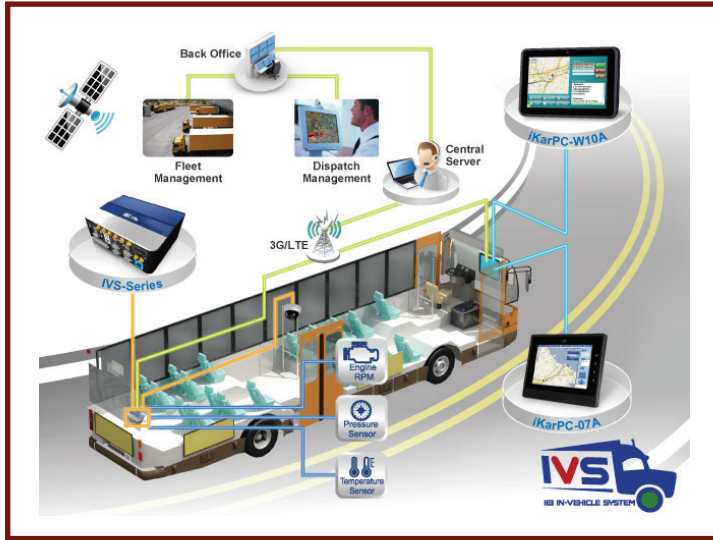 Back Office
Fleet
Management
Dispatch
Management
Central
Server
iKarPC-W10A
3G/LTE
IVS-Series
Engine
RPM
Pressure
Sensor
Temperature
Sensor
iKarPC-07A
IVS
IEI IN-VEHICLE SYSTEM